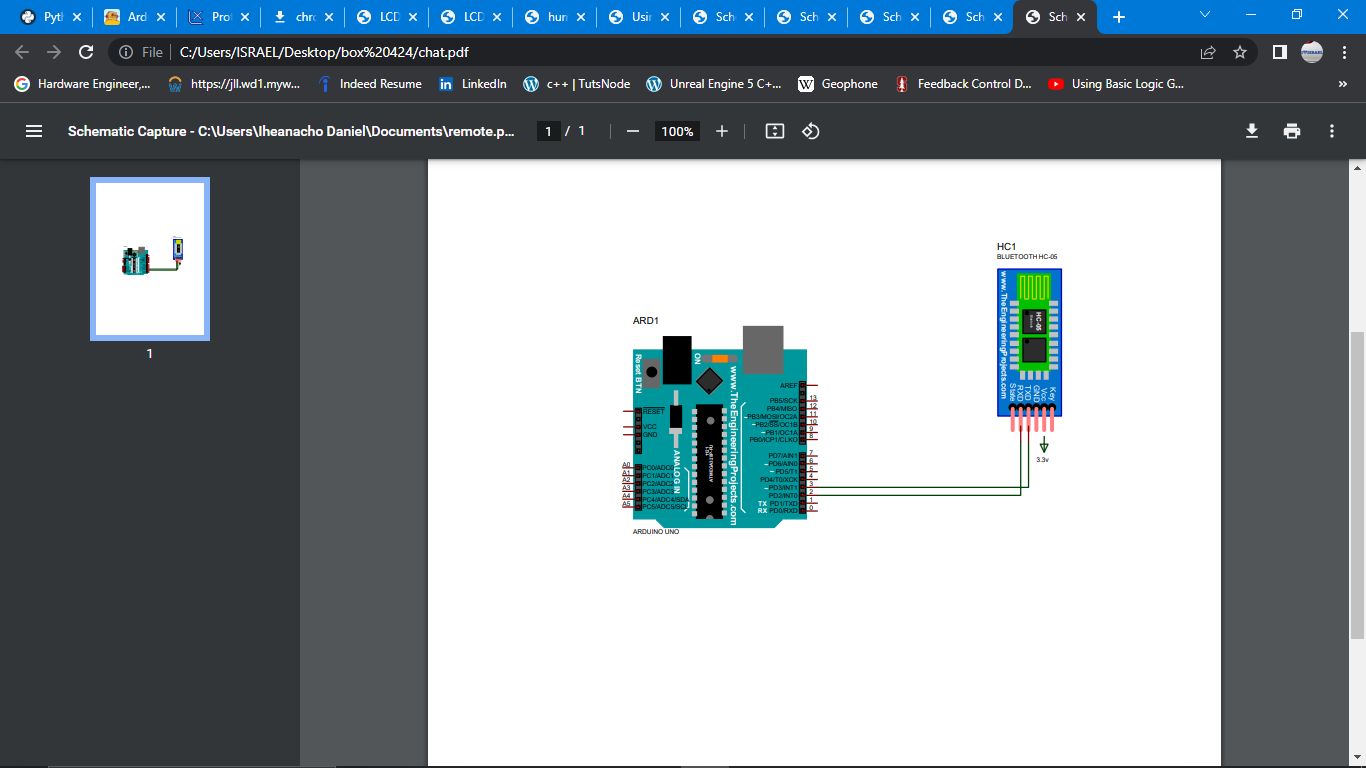 Pyt
Ard
Prot
chro
LCD
LCD
hum
Usin
Sch
Sch
Sch
Sch
Sch
File
C:/Users/ISRAEL/Desktop/box%20424/chat.pdf
Hardware Engineer,...
https://jll.wd1.myw...
Indeed Resume
LinkedIn
c++ | TutsNode
Unreal Engine 5 C+...
Geophone
Feedback Control D...
Using Basic Logic G...
»
Schematic Capture - C:\Users\Iheanacho Daniel\Documents\remote.p...
1 / 1
100%
1
HC1
BLUETOOTH HC-05
www.TheEngineeringProjects.com
HC-05
State
RXD
TXD
GND
Vcc
Key
3.3v
ARD1
Reset BTN
ON
www.TheEngineeringProjects.com
ANALOG IN
RESET
VCC
GND
A0 PC0/ADC0
A1 PC1/ADC1
A2 PC2/ADC2
A3 PC3/ADC3
A4 PC4/ADC4/SDA
A5 PC5/ADC5/SCL
AREF
PB5/SCK 13
PB4/MISO 12
~PB3/MOSI/OC2A 11
~PB2/SS/OC1B 10
~PB1/OC1A 9
PB0/ICP1/CLKO 8
PD7/AIN1 7
~PD6/AIN0 6
~PD5/T1 5
PD4/T0/XCK 4
~PD3/INT1 3
PD2/INT0 2
TX PD1/TXD 1
RX PD0/RXD 0
ARDUINO UNO